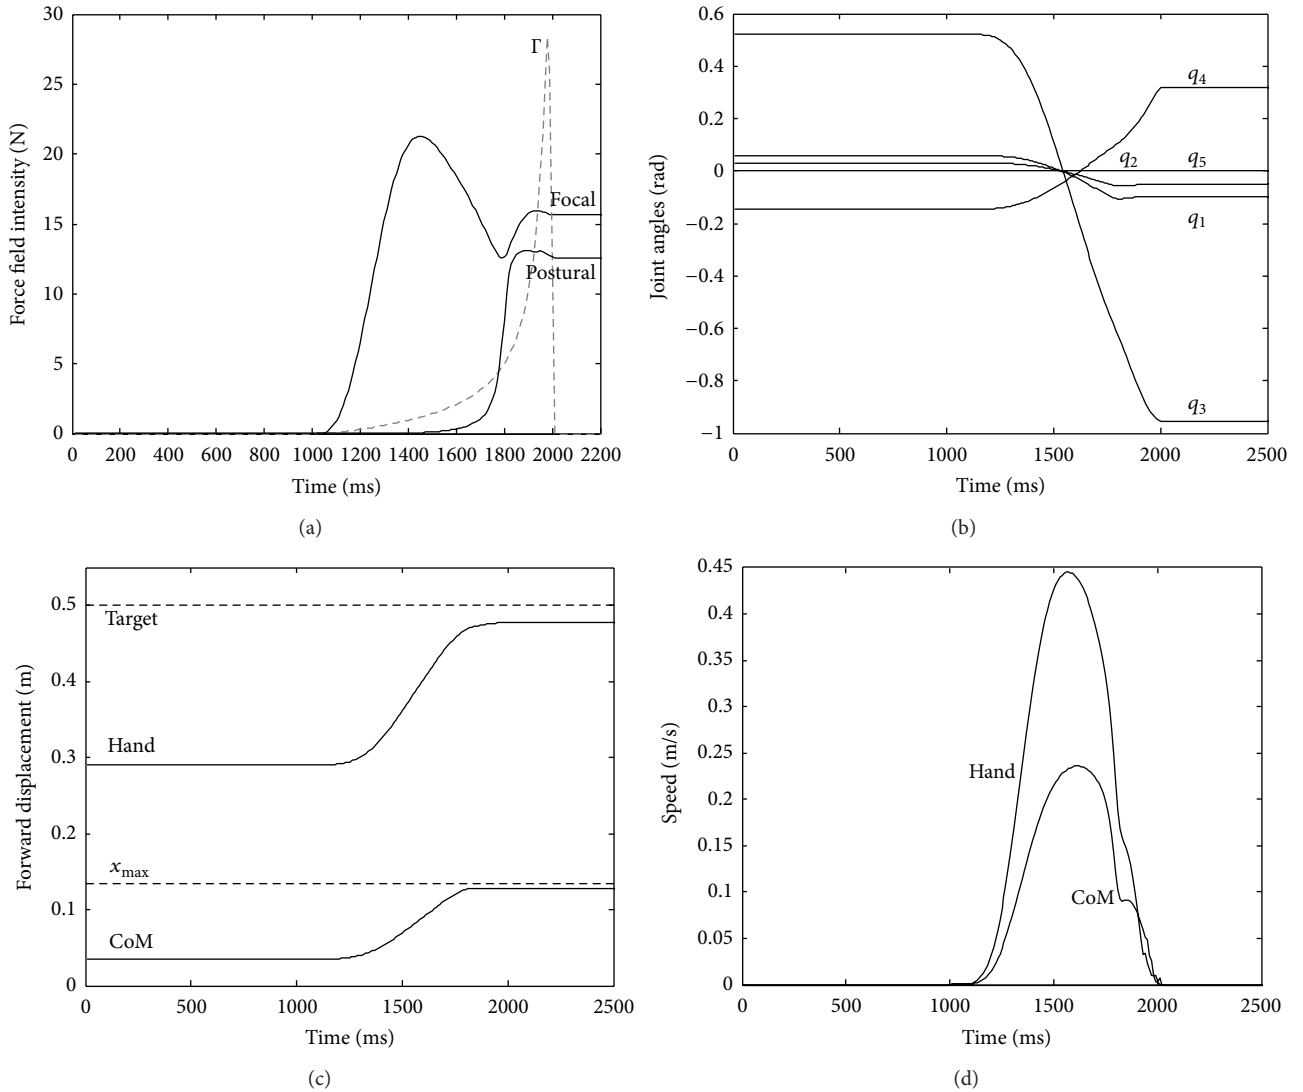 30
25
20
15
10
5
0
Force field intensity (N)
Γ
Focal
Postural
0 200 400 600 800 1000 1200 1400 1600 1800 2000 2200
Time (ms)
(a)
0.6
0.4
0.2
0
−0.2
−0.4
−0.6
−0.8
−1
Joint angles (rad)
q4
q2
q5
q1
q3
0 500 1000 1500 2000 2500
Time (ms)
(b)
0.5
0.4
0.3
0.2
0.1
0
Forward displacement (m)
Target
Hand
xmax
CoM
0 500 1000 1500 2000 2500
Time (ms)
(c)
0.45
0.4
0.35
0.3
0.25
0.2
0.15
0.1
0.05
0
Speed (m/s)
Hand
CoM
0 500 1000 1500 2000 2500
Time (ms)
(d)